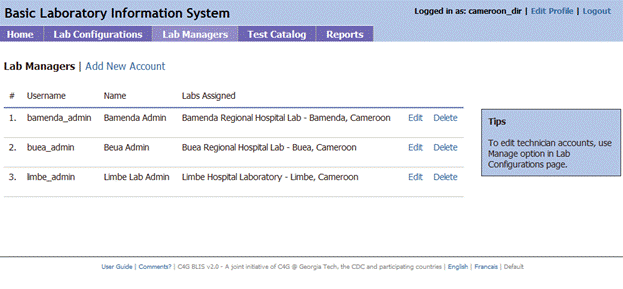 Basic Laboratory Information System
Logged in as: cameroon_dir | Edit Profile | Logout
Home Lab Configurations Lab Managers Test Catalog Reports
Lab Managers | Add New Account
# Username Name Labs Assigned
1. bamenda_admin Bamenda Admin Bamenda Regional Hospital Lab - Bamenda, Cameroon Edit Delete
2. buea_admin Beua Admin Buea Regional Hospital Lab - Buea, Cameroon Edit Delete
3. limbe_admin Limbe Lab Admin Limbe Hospital Laboratory - Limbe, Cameroon Edit Delete
Tips
To edit technician accounts, use
Manage option in Lab
Configurations page.
User Guide | Comments? | C4G BLIS v2.0 - A joint initiative of C4G @ Georgia Tech, the CDC and participating countries | English | Francais | Default